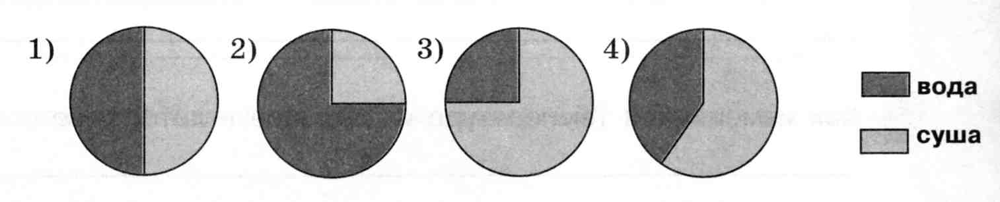 1) 2) 3) 4)
вода
суша